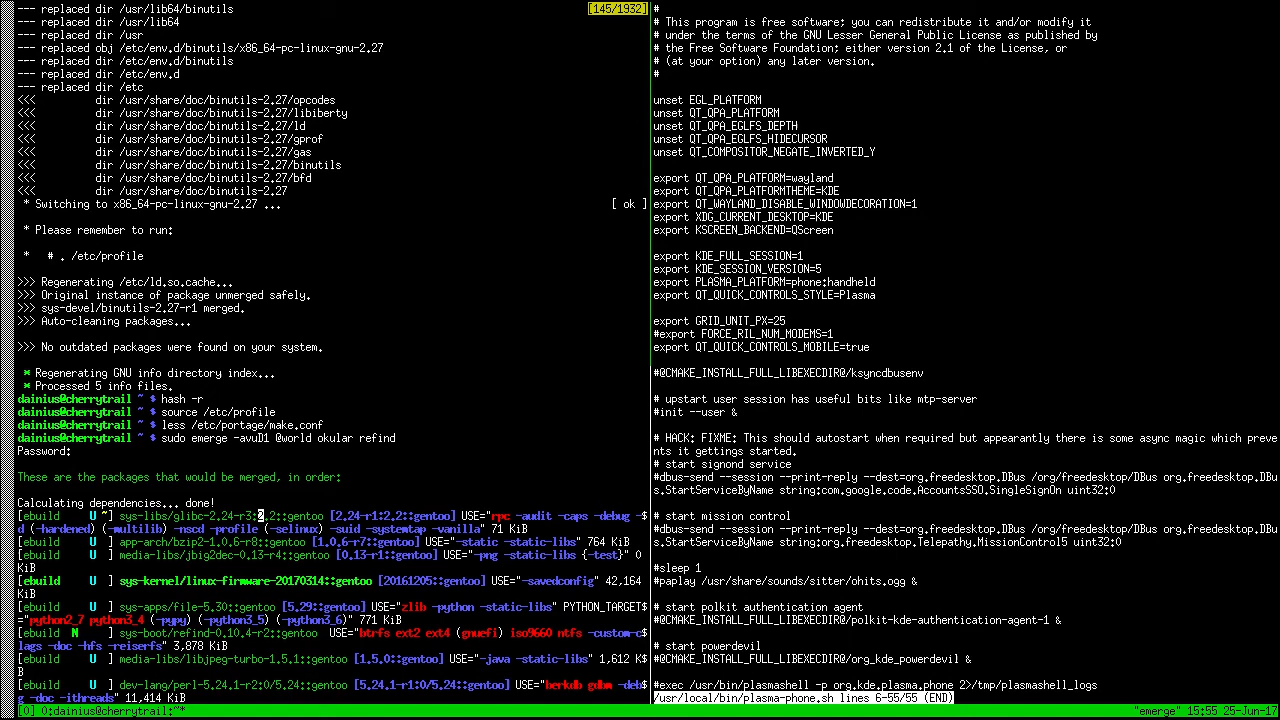 --- replaced dir /usr/lib64/binutils
--- replaced dir /usr/lib64
--- replaced dir /usr
--- replaced obj /etc/env.d/binutils/x86_64-pc-linux-gnu-2.27
--- replaced dir /etc/env.d/binutils
--- replaced dir /etc/env.d
--- replaced dir /etc
<<<          dir /usr/share/doc/binutils-2.27/opcodes
<<<          dir /usr/share/doc/binutils-2.27/libiberty
<<<          dir /usr/share/doc/binutils-2.27/ld
<<<          dir /usr/share/doc/binutils-2.27/gprof
<<<          dir /usr/share/doc/binutils-2.27/gas
<<<          dir /usr/share/doc/binutils-2.27/binutils
<<<          dir /usr/share/doc/binutils-2.27/bfd
<<<          dir /usr/share/doc/binutils-2.27
 * Switching to x86_64-pc-linux-gnu-2.27 ... [ ok ]
 * Please remember to run:
 *   # . /etc/profile
>>> Regenerating /etc/ld.so.cache...
>>> Original instance of package unmerged safely.
>>> sys-devel/binutils-2.27-r1 merged.
>>> Auto-cleaning packages...
>>> No outdated packages were found on your system.
 * Regenerating GNU info directory index...
 * Processed 5 info files.
dainius@cherrytrail ~ $ hash -r
dainius@cherrytrail ~ $ source /etc/profile
dainius@cherrytrail ~ $ less /etc/portage/make.conf
dainius@cherrytrail ~ $ sudo emerge -avuD1 @world okular refind
Password:
These are the packages that would be merged, in order:
Calculating dependencies... done!
[ebuild     U ~] sys-libs/glibc-2.24-r3:2.2::gentoo [2.24-r1:2.2::gentoo] USE="rpc -audit -caps -debug -$
d (-hardened) (-multilib) -nscd -profile (-selinux) -suid -systemtap -vanilla" 71 KiB
[ebuild     U  ] app-arch/bzip2-1.0.6-r8::gentoo [1.0.6-r7::gentoo] USE="-static -static-libs" 764 KiB
[ebuild     U  ] media-libs/jbig2dec-0.13-r4::gentoo [0.13-r1::gentoo] USE="-png -static-libs {-test}" 0
KiB
[ebuild     U  ] sys-kernel/linux-firmware-20170314::gentoo [20161205::gentoo] USE="-savedconfig" 42,164
KiB
[ebuild     U  ] sys-apps/file-5.30::gentoo [5.29::gentoo] USE="zlib -python -static-libs" PYTHON_TARGET$
="python2_7 python3_4 (-pypy) (-python3_5) (-python3_6)" 771 KiB
[ebuild  N     ] sys-boot/refind-0.10.4-r2::gentoo  USE="btrfs ext2 ext4 (gnuefi) iso9660 ntfs -custom-c$
lags -doc -hfs -reiserfs" 3,878 KiB
[ebuild     U  ] media-libs/libjpeg-turbo-1.5.1::gentoo [1.5.0::gentoo] USE="-java -static-libs" 1,612 K$
B
[ebuild     U  ] dev-lang/perl-5.24.1-r2:0/5.24::gentoo [5.24.1-r1:0/5.24::gentoo] USE="berkdb gdbm -deb$
g -doc -ithreads" 11,414 KiB
[145/1932]
#
# This program is free software; you can redistribute it and/or modify it
# under the terms of the GNU Lesser General Public License as published by
# the Free Software Foundation; either version 2.1 of the License, or
# (at your option) any later version.
#
unset EGL_PLATFORM
unset QT_QPA_PLATFORM
unset QT_QPA_EGLFS_DEPTH
unset QT_QPA_EGLFS_HIDECURSOR
unset QT_COMPOSITOR_NEGATE_INVERTED_Y
export QT_QPA_PLATFORM=wayland
export QT_QPA_PLATFORMTHEME=KDE
export QT_WAYLAND_DISABLE_WINDOWDECORATION=1
export XDG_CURRENT_DESKTOP=KDE
export KSCREEN_BACKEND=QScreen
export KDE_FULL_SESSION=1
export KDE_SESSION_VERSION=5
export PLASMA_PLATFORM=phone:handheld
export QT_QUICK_CONTROLS_STYLE=Plasma
export GRID_UNIT_PX=25
#export FORCE_RIL_NUM_MODEMS=1
export QT_QUICK_CONTROLS_MOBILE=true
#@CMAKE_INSTALL_FULL_LIBEXECDIR@/ksyncdbusenv
# upstart user session has useful bits like mtp-server
#init --user &
# HACK: FIXME: This should autostart when required but appearantly there is some async magic which preve
nts it gettings started.
# start signond service
#dbus-send --session --print-reply --dest=org.freedesktop.DBus /org/freedesktop/DBus org.freedesktop.DBu
s.StartServiceByName string:com.google.code.AccountsSSO.SingleSignOn uint32:0
# start mission control
#dbus-send --session --print-reply --dest=org.freedesktop.DBus /org/freedesktop/DBus org.freedesktop.DBu
s.StartServiceByName string:org.freedesktop.Telepathy.MissionControl5 uint32:0
#sleep 1
#paplay /usr/share/sounds/sitter/ohits.ogg &
# start polkit authentication agent
#@CMAKE_INSTALL_FULL_LIBEXECDIR@/polkit-kde-authentication-agent-1 &
# start powerdevil
#@CMAKE_INSTALL_FULL_LIBEXECDIR@/org_kde_powerdevil &
#exec /usr/bin/plasmashell -p org.kde.plasma.phone 2>/tmp/plasmashell_logs
/usr/local/bin/plasma-phone.sh lines 6-55/55 (END)
[0] 0:dainius@cherrytrail:~* "emerge" 15:55 25-Jun-17